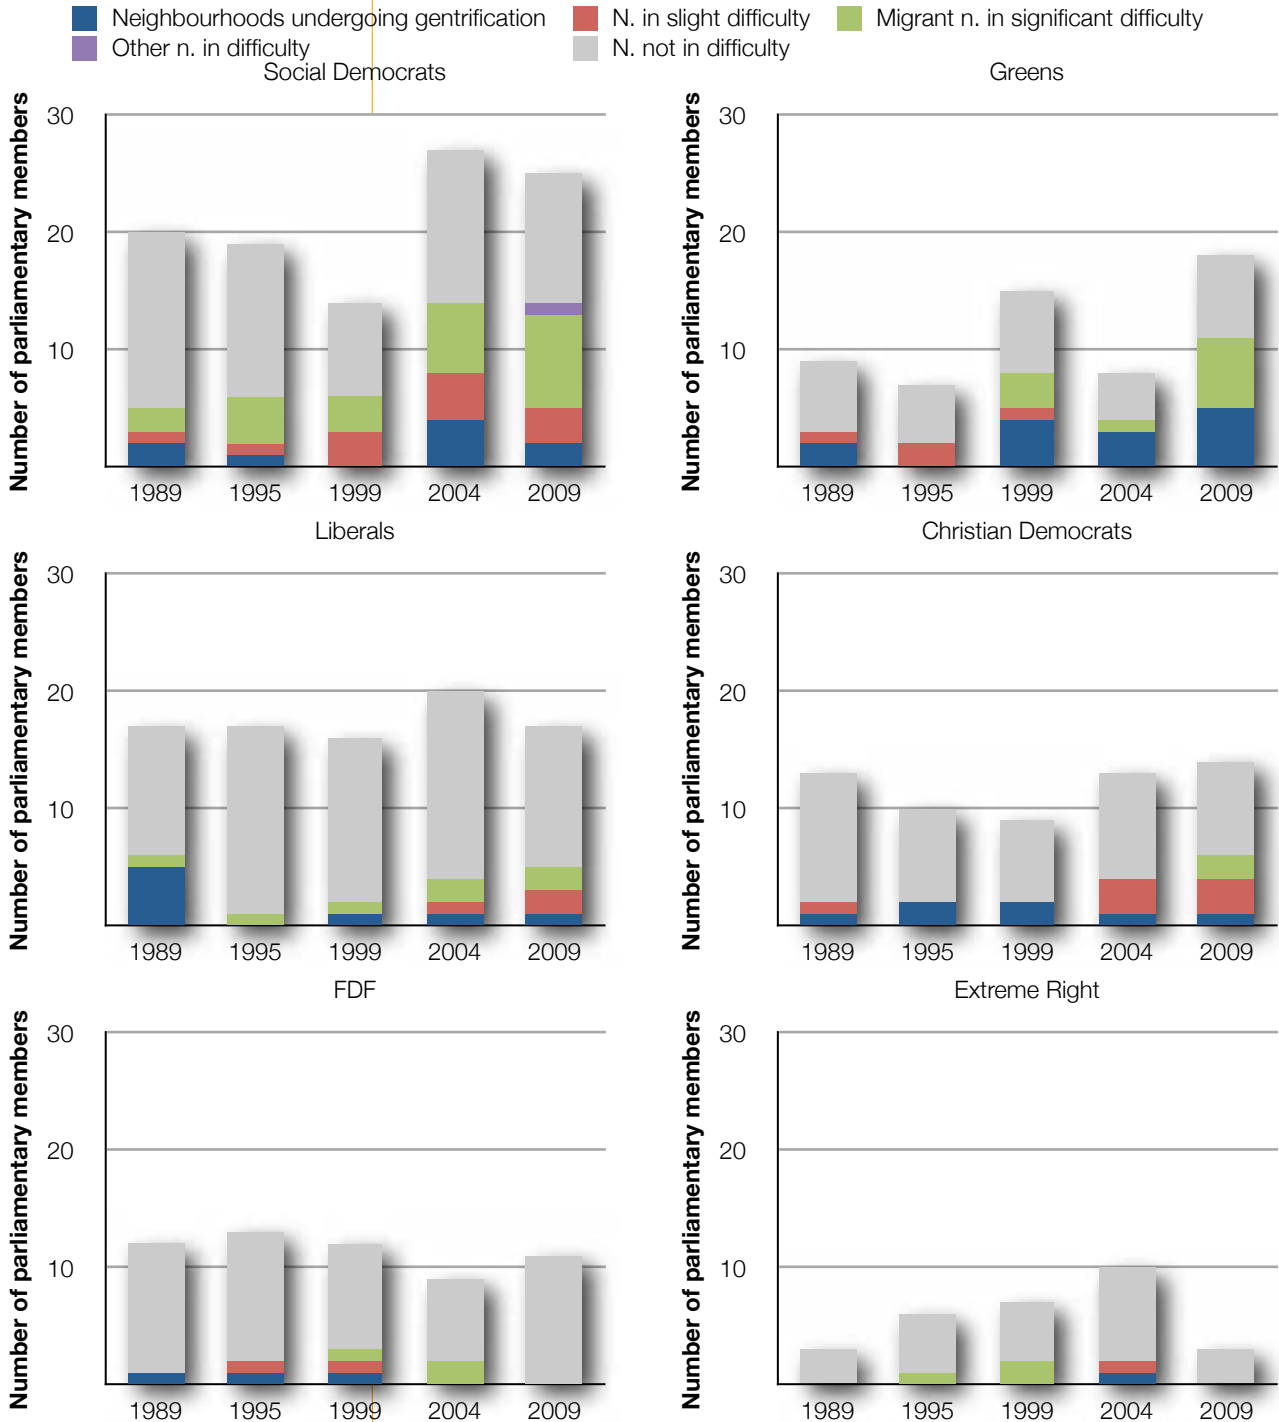 Neighbourhoods undergoing gentrification
N. in slight difficulty
Migrant n. in significant difficulty
Other n. in difficulty
N. not in difficulty
Social Democrats
Number of parliamentary members
30
20
10
1989 1995 1999 2004 2009
Greens
Number of parliamentary members
30
20
10
1989 1995 1999 2004 2009
Liberals
Number of parliamentary members
30
20
10
1989 1995 1999 2004 2009
Christian Democrats
Number of parliamentary members
30
20
10
1989 1995 1999 2004 2009
FDF
Number of parliamentary members
30
20
10
1989 1995 1999 2004 2009
Extreme Right
Number of parliamentary members
30
20
10
1989 1995 1999 2004 2009